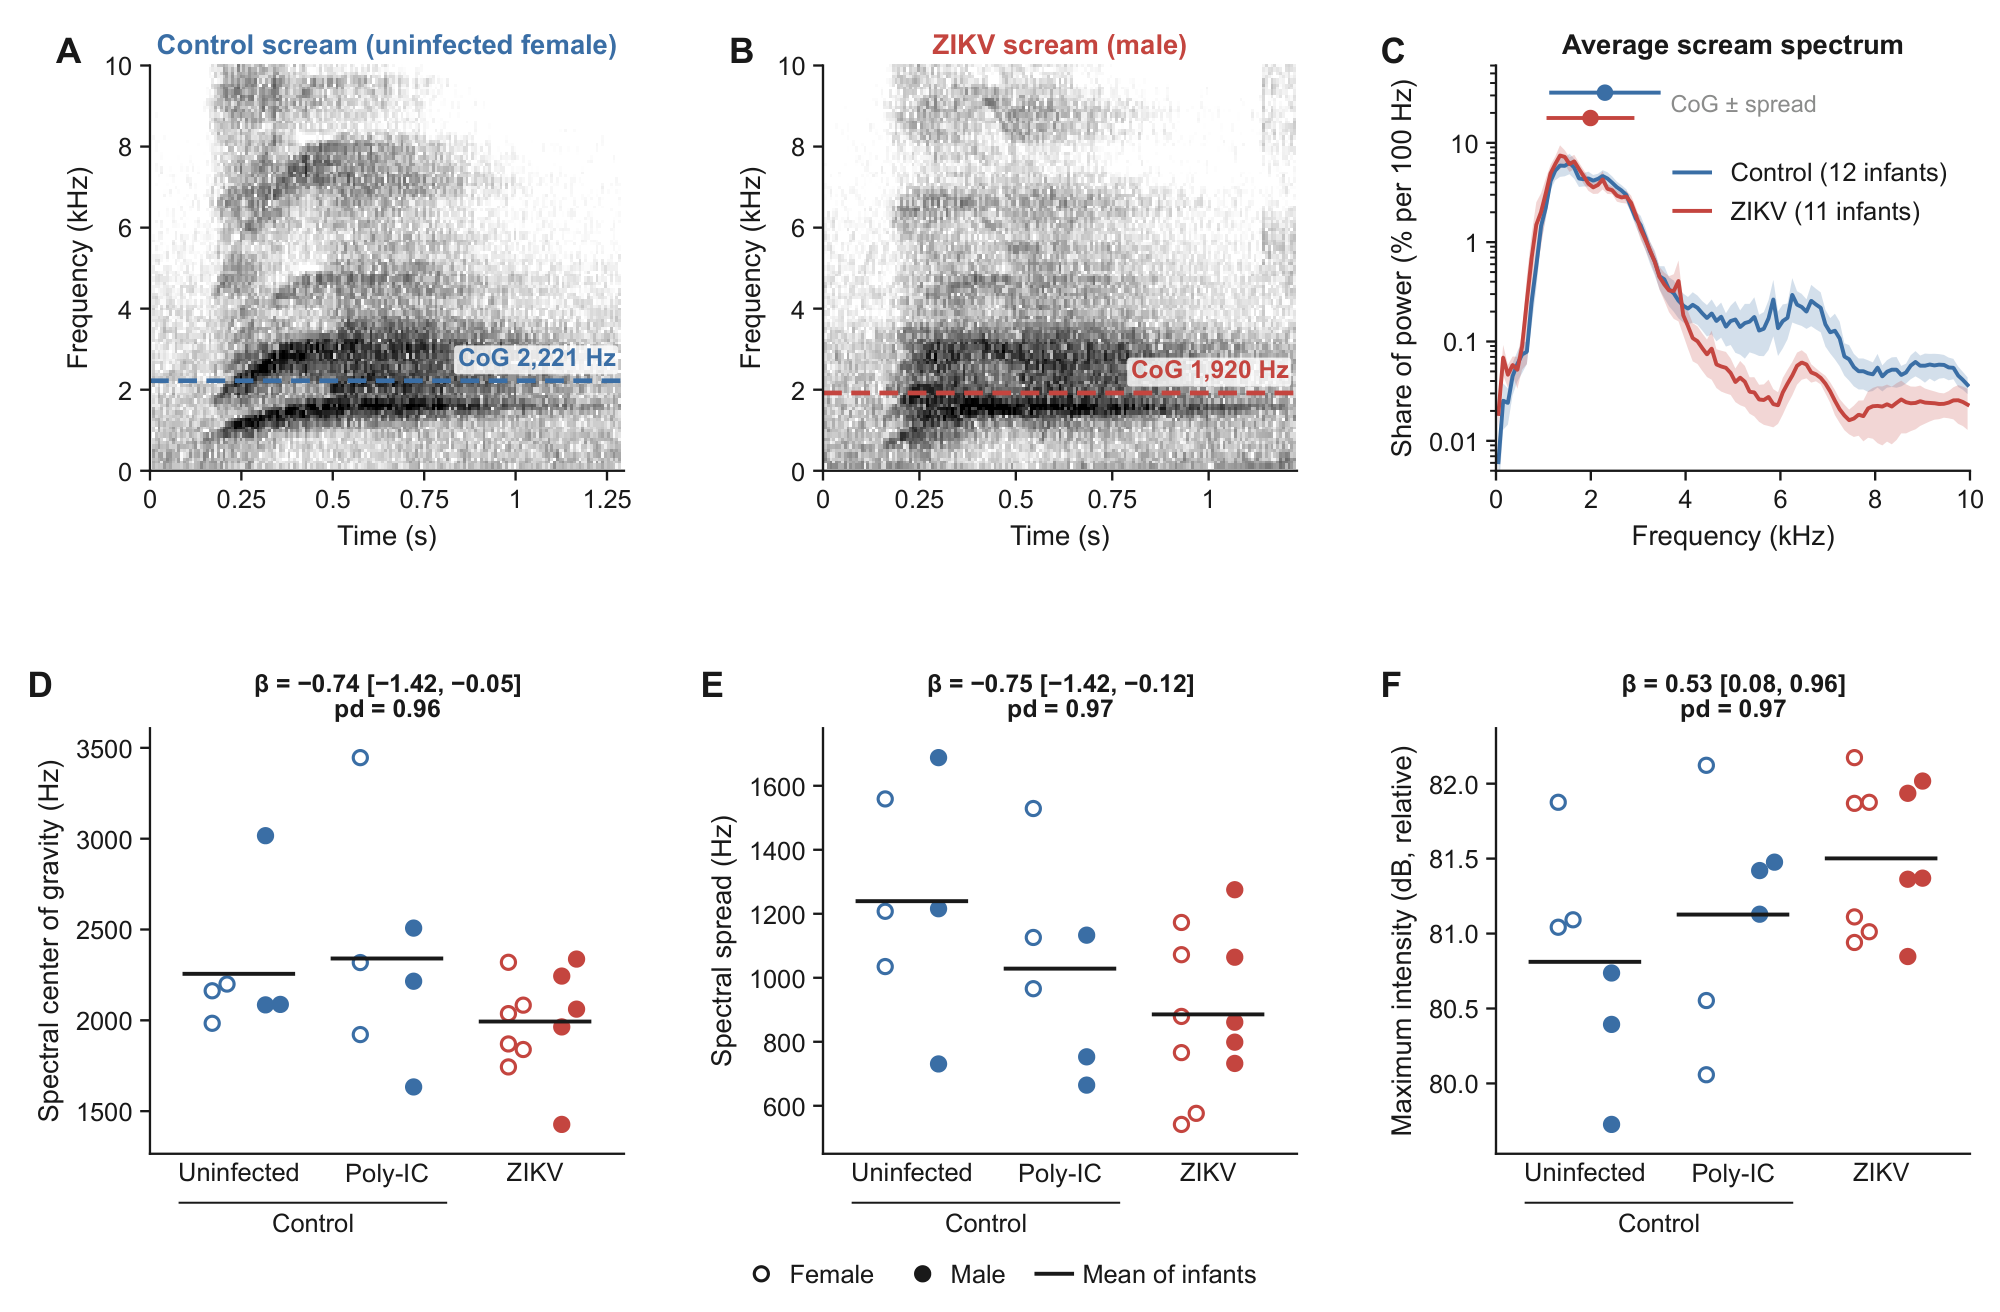 A
Control scream (uninfected female)
10
8
6
4
2
0
Frequency (kHz)
CoG 2,221 Hz
0 0.25 0.5 0.75 1 1.25
Time (s)
B
ZIKV scream (male)
10
8
6
4
2
0
Frequency (kHz)
CoG 1,920 Hz
0 0.25 0.5 0.75 1
Time (s)
C
Average scream spectrum
CoG ± spread
Control (12 infants)
ZIKV (11 infants)
10
1
0.1
0.01
Share of power (% per 100 Hz)
0 2 4 6 8 10
Frequency (kHz)
D
β = −0.74 [−1.42, −0.05]
pd = 0.96
3500
3000
2500
2000
1500
Spectral center of gravity (Hz)
Uninfected Poly-IC ZIKV
Control
E
β = −0.75 [−1.42, −0.12]
pd = 0.97
1600
1400
1200
1000
800
600
Spectral spread (Hz)
Uninfected Poly-IC ZIKV
Control
F
β = 0.53 [0.08, 0.96]
pd = 0.97
82.0
81.5
81.0
80.5
80.0
Maximum intensity (dB, relative)
Uninfected Poly-IC ZIKV
Control
Female Male Mean of infants